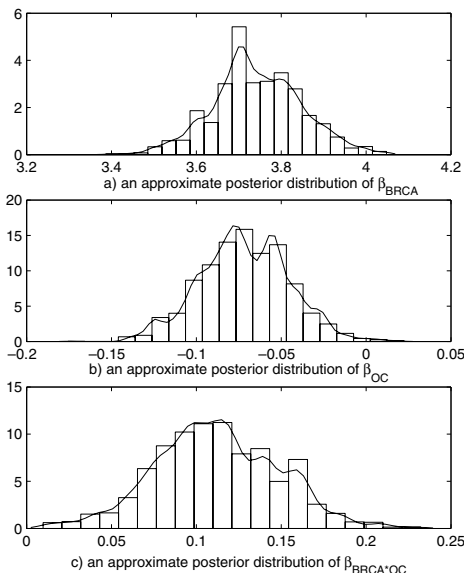 6
4
2
0
3.2 3.4 3.6 3.8 4 4.2
a) an approximate posterior distribution of β_BRCA
20
15
10
5
0
−0.2 −0.15 −0.1 −0.05 0 0.05
b) an approximate posterior distribution of β_OC
15
10
5
0
0 0.05 0.1 0.15 0.2 0.25
c) an approximate posterior distribution of β_BRCA*OC